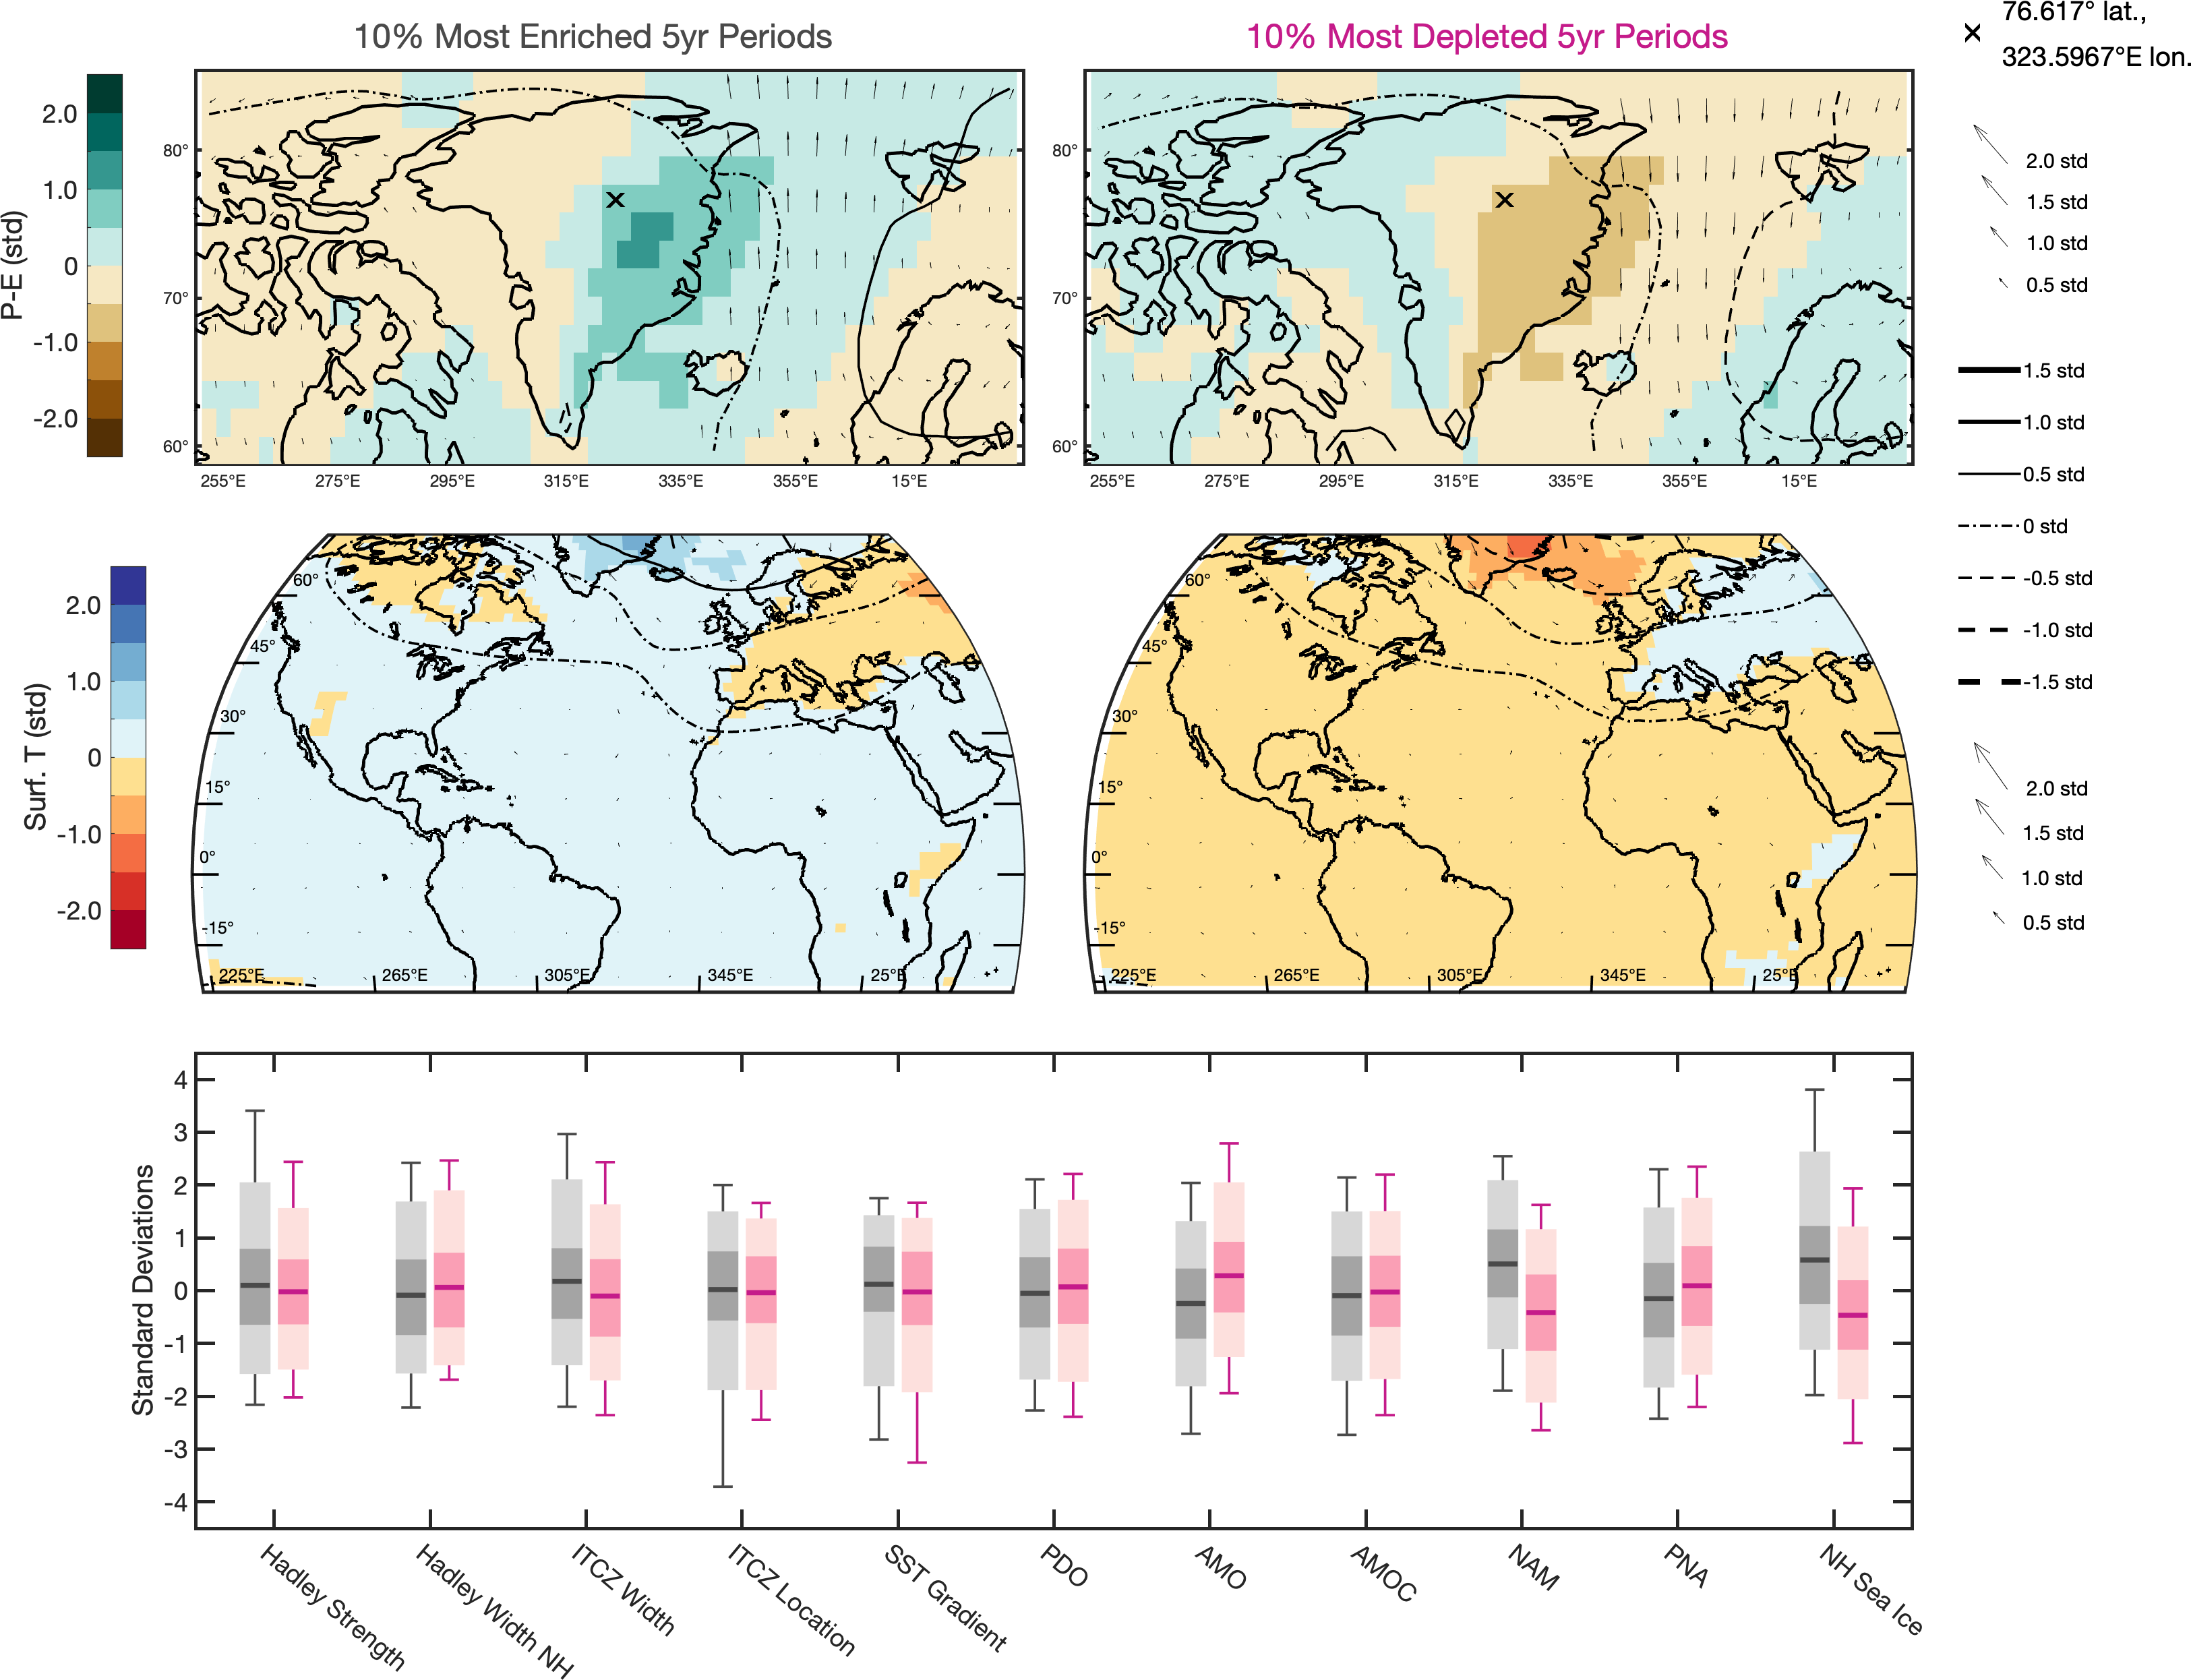 10% Most Enriched 5yr Periods
10% Most Depleted 5yr Periods
76.617° lat.,
323.5967°E lon.
P-E (std)
2.0
1.0
0
-1.0
-2.0
80°
70°
60°
255°E 275°E 295°E 315°E 335°E 355°E 15°E
80°
70°
60°
255°E 275°E 295°E 315°E 335°E 355°E 15°E
2.0 std
1.5 std
1.0 std
0.5 std
1.5 std
1.0 std
0.5 std
0 std
-0.5 std
-1.0 std
-1.5 std
2.0 std
1.5 std
1.0 std
0.5 std
Surf. T (std)
2.0
1.0
0
-1.0
-2.0
60°
45°
30°
15°
0°
-15°
225°E 265°E 305°E 345°E 25°E
60°
45°
30°
15°
0°
-15°
225°E 265°E 305°E 345°E 25°E
Standard Deviations
4
3
2
1
0
-1
-2
-3
-4
Hadley Strength
Hadley Width NH
ITCZ Width
ITCZ Location
SST Gradient
PDO
AMO
AMOC
NAM
PNA
NH Sea Ice